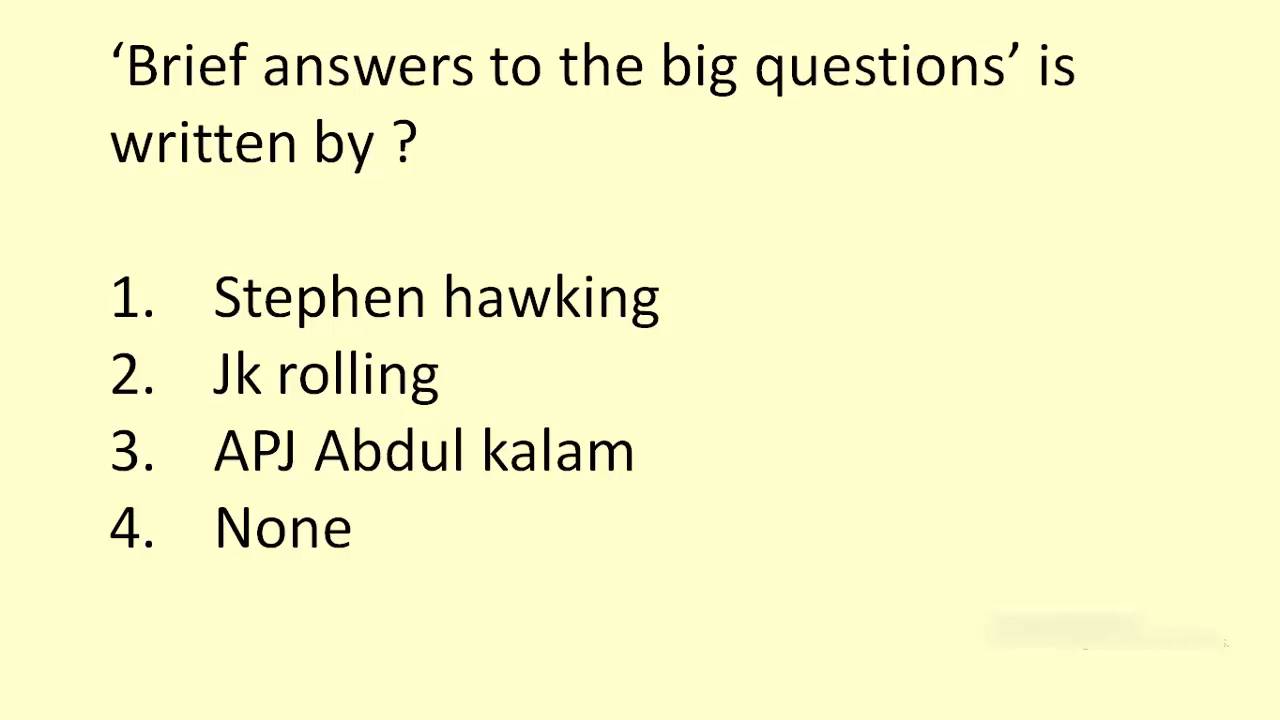 ‘Brief answers to the big questions’ is
written by ?
1. Stephen hawking
2. Jk rolling
3. APJ Abdul kalam
4. None